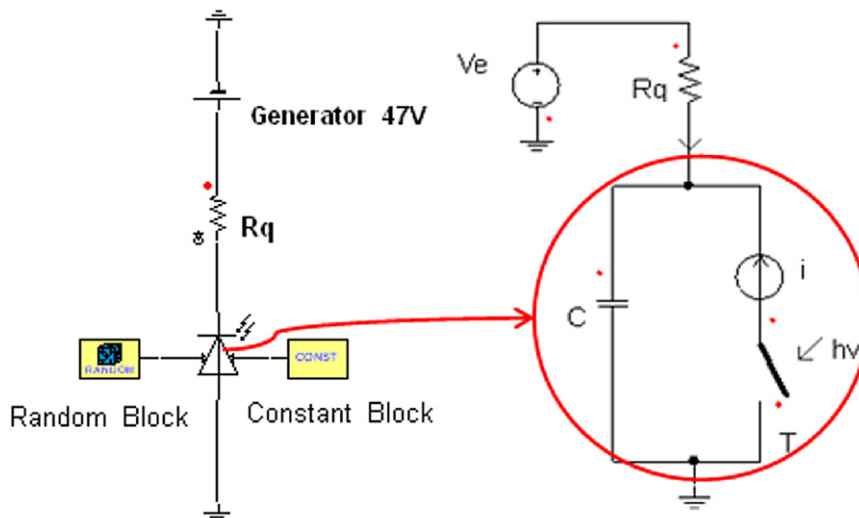 Generator 47V
Rq
RANDOM
CONST
Random Block
Constant Block
Ve
Rq
C
i
hv
T